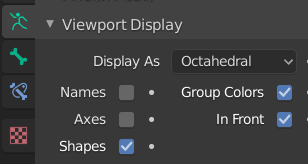 Viewport Display
Display As Octahedral
Names Group Colors
Axes In Front
Shapes